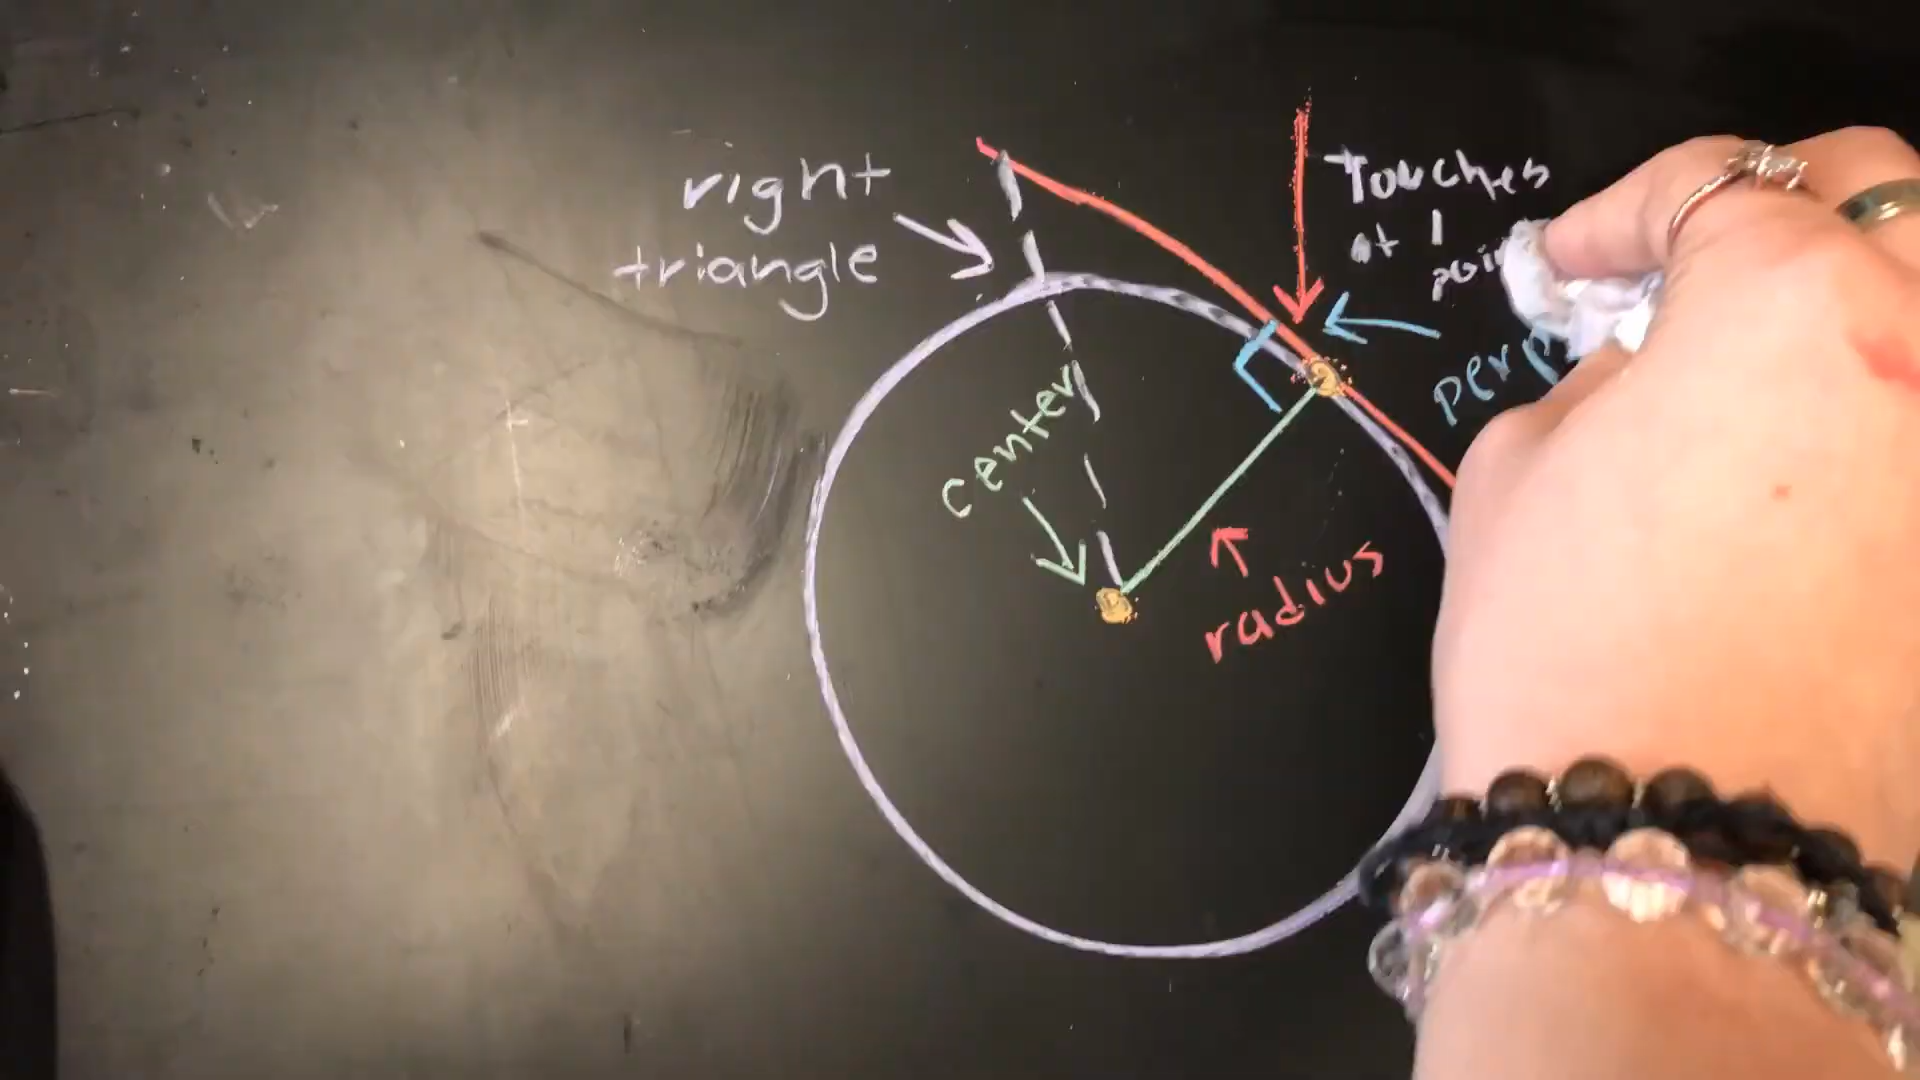 right
triangle
Touches
at 1
center
radius